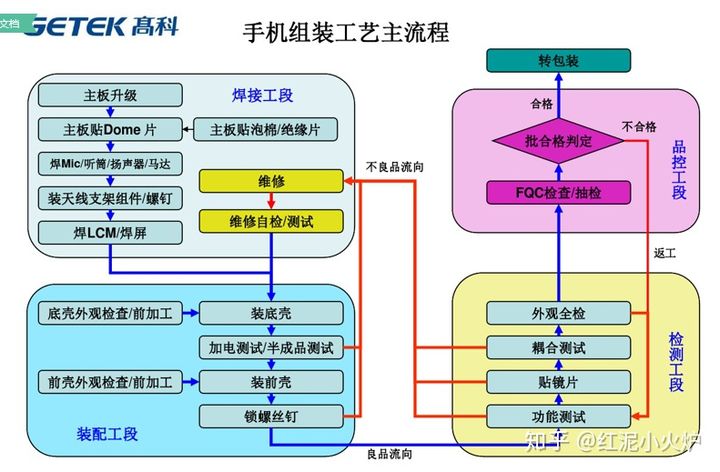 文档
GETEK高科
手机组装工艺主流程
转包装
主板升级
焊接工段
合格
不合格
主板贴Dome 片
主板贴泡棉/绝缘片
批合格判定
品控工段
焊Mic/听筒/扬声器/马达
不良品流向
维修
FQC检查/抽检
装天线支架组件/螺钉
维修自检/测试
焊LCM/焊屏
返工
底壳外观检查/前加工
装底壳
外观全检
加电测试/半成品测试
耦合测试
检测工段
前壳外观检查/前加工
装前壳
贴镜片
锁螺丝钉
功能测试
装配工段
良品流向
知乎 @红泥小火炉